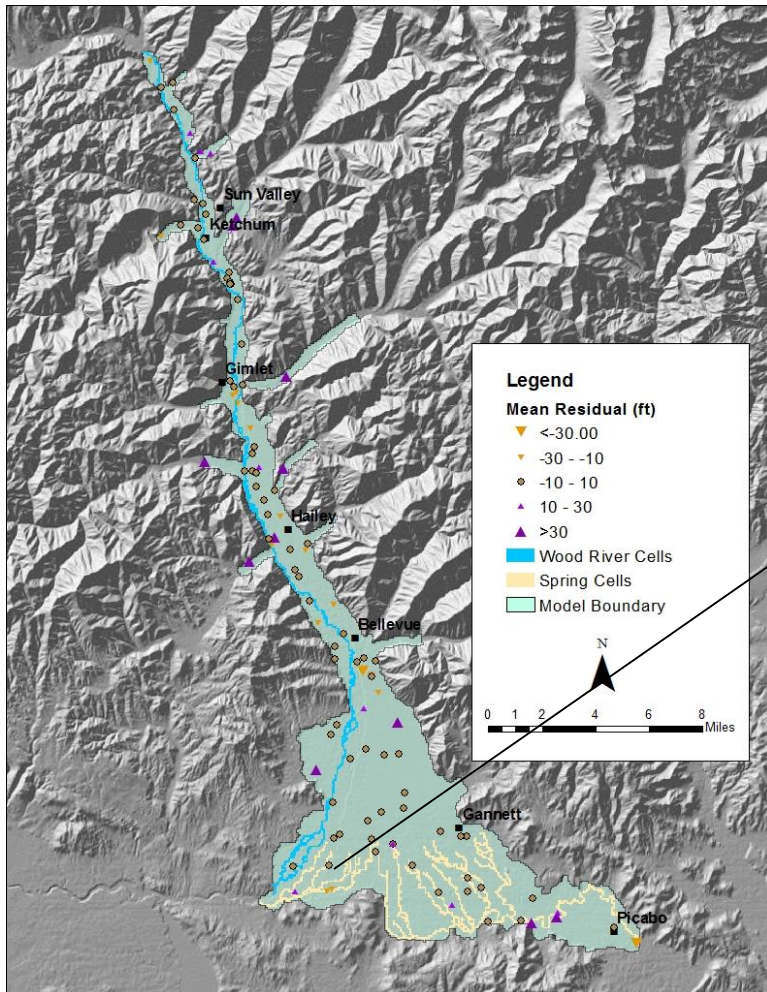 Sun Valley
Ketchum
Gimlet
Legend
Mean Residual (ft)
<-30.00
-30 - -10
-10 - 10
10 - 30
>30
Wood River Cells
Spring Cells
Model Boundary
Hailey
Bellevue
N
0 2 4 6 8
Miles
Gannett
Picabo